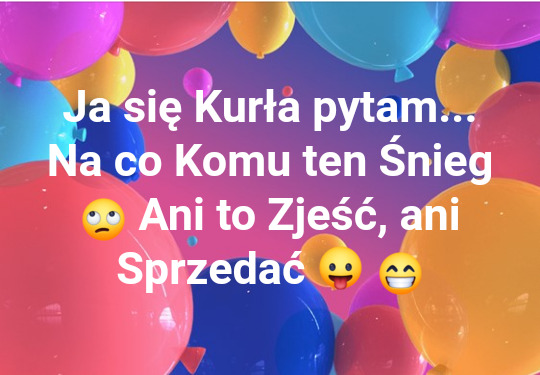 Ja się Kurła pytam...
Na co Komu ten Śnieg
🙄 Ani to Zjeść, ani
Sprzedać 😛 😁